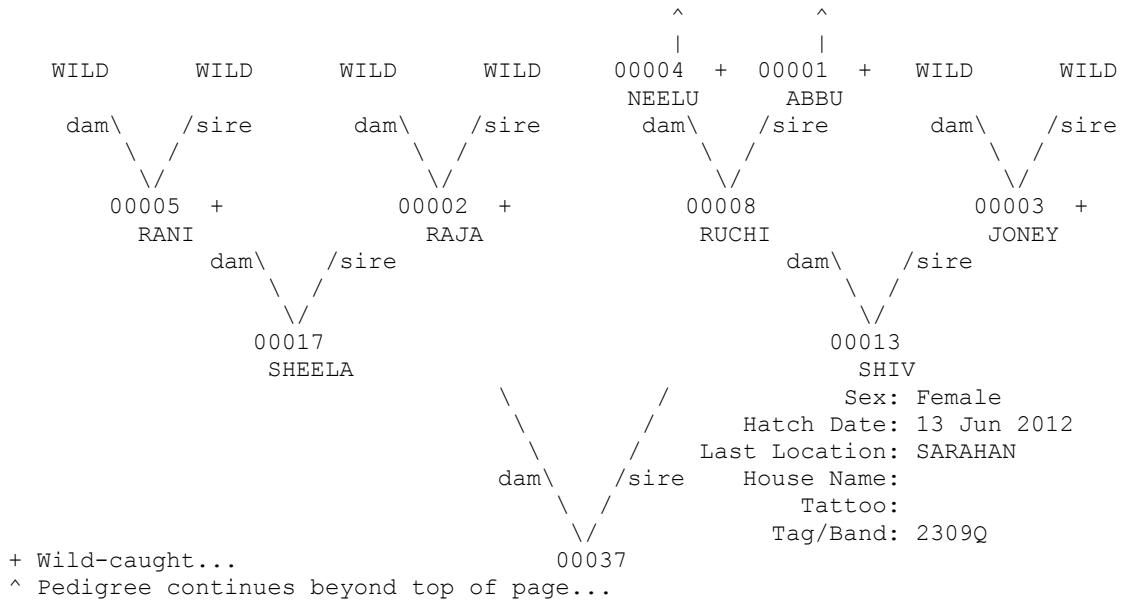 ^ ^
| |
WILD WILD WILD WILD 00004 + 00001 + WILD WILD
NEELU ABBU
dam\ /sire dam\ /sire dam\ /sire dam\ /sire
\ / \ / \ / \ /
\/ \/ \/ \/
00005 + 00002 + 00008 00003 +
RANI RAJA RUCHI JONEY
dam\ /sire dam\ /sire
\ / \ /
\/ \/
00017 00013
SHEELA SHIV
\ / Sex: Female
\ / Hatch Date: 13 Jun 2012
\ / Last Location: SARAHAN
dam\ /sire House Name:
\ / Tattoo:
\/ Tag/Band: 2309Q
+ Wild-caught... 00037
^ Pedigree continues beyond top of page...